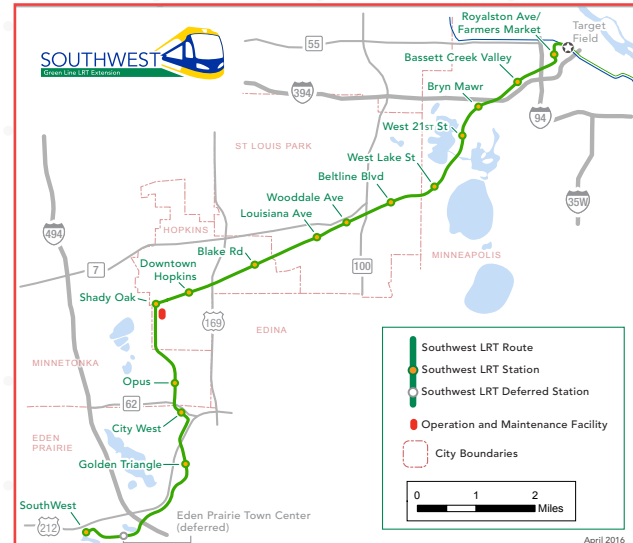 SOUTHWEST
Green Line LRT Extension
Royalston Ave/
Farmers Market
Target
Field
55
Bassett Creek Valley
394
Bryn Mawr
94
West 21ST St
ST LOUIS PARK
West Lake St
Beltline Blvd
35W
Wooddale Ave
Louisiana Ave
HOPKINS
494
MINNEAPOLIS
Blake Rd
100
7
Downtown
Hopkins
Shady Oak
169
EDINA
MINNETONKA
Opus
62
City West
EDEN
PRAIRIE
Golden Triangle
SouthWest
212
Eden Prairie Town Center
(deferred)
Southwest LRT Route
Southwest LRT Station
Southwest LRT Deferred Station
Operation and Maintenance Facility
City Boundaries
0 1 2
Miles
April 2016